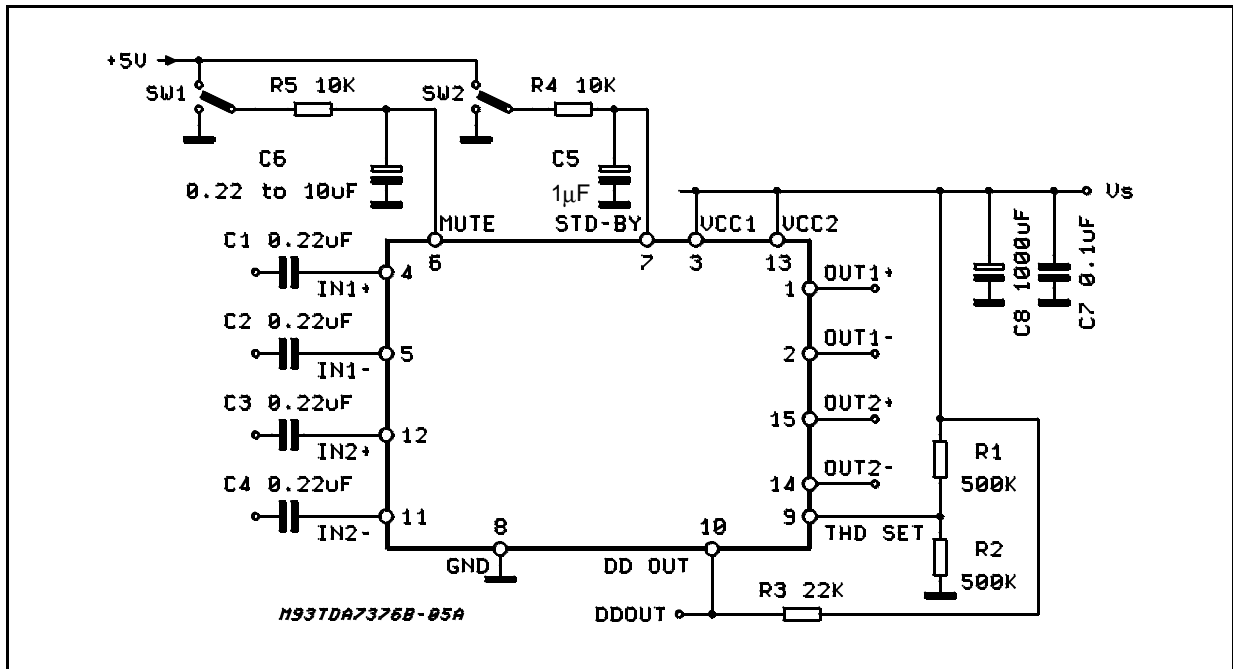 +5V
SW1
R5 10K
SW2
R4 10K
C6
0.22 to 10uF
C5
1µF
Vs
MUTE
STD-BY
VCC1
VCC2
6
7
3
13
C8 1000uF
C7 0.1uF
C1 0.22uF
4
IN1+
1
OUT1+
C2 0.22uF
5
IN1-
2
OUT1-
C3 0.22uF
12
IN2+
15
OUT2+
C4 0.22uF
11
IN2-
14
OUT2-
R1
500K
9
THD SET
8
GND
10
DD OUT
R2
500K
R3 22K
DDOUT
M93TDA7376B-05A